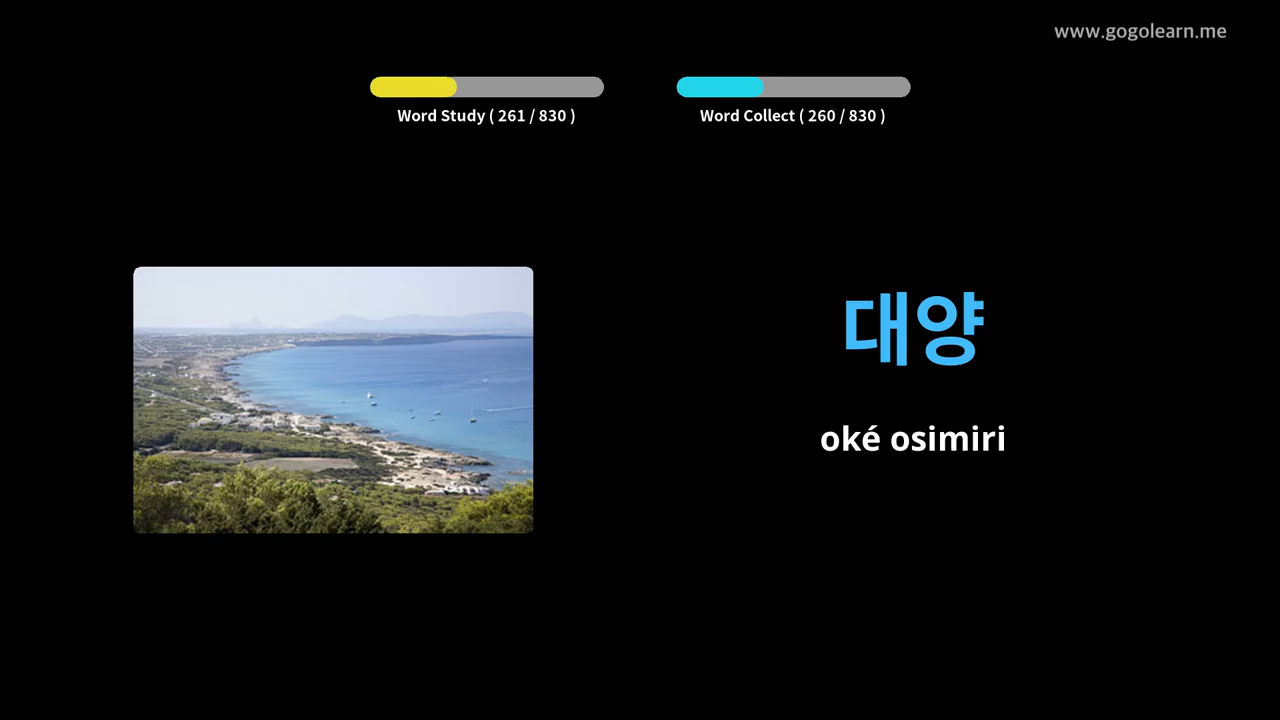 www.gogolearn.me
Word Study ( 261 / 830 )
Word Collect ( 260 / 830 )
대양
oké osimiri